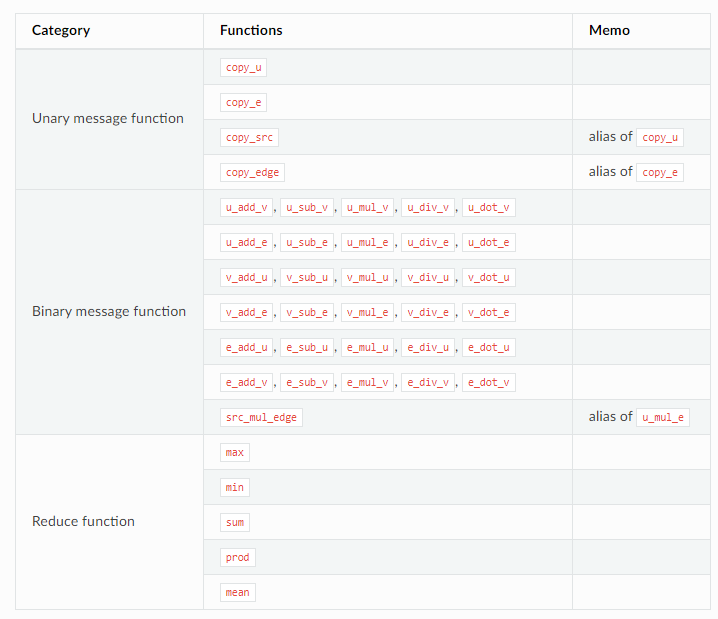 Category Functions Memo
copy_u
copy_e
Unary message function
copy_src alias of copy_u
copy_edge alias of copy_e
u_add_v, u_sub_v, u_mul_v, u_div_v, u_dot_v
u_add_e, u_sub_e, u_mul_e, u_div_e, u_dot_e
v_add_u, v_sub_u, v_mul_u, v_div_u, v_dot_u
Binary message function v_add_e, v_sub_e, v_mul_e, v_div_e, v_dot_e
e_add_u, e_sub_u, e_mul_u, e_div_u, e_dot_u
e_add_v, e_sub_v, e_mul_v, e_div_v, e_dot_v
src_mul_edge alias of u_mul_e
max
min
Reduce function sum
prod
mean